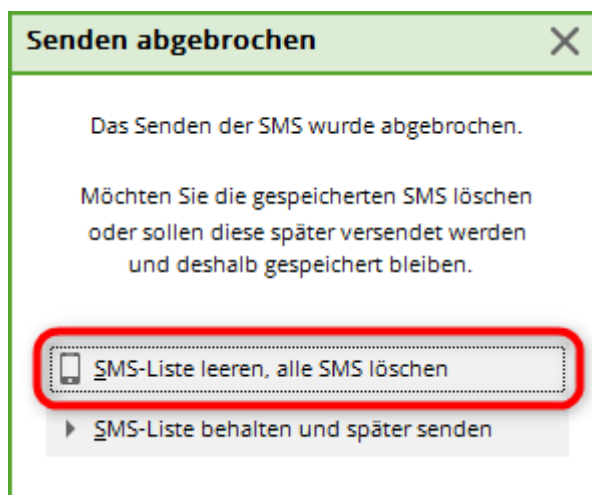 Senden abgebrochen
Das Senden der SMS wurde abgebrochen.
Möchten Sie die gespeicherten SMS löschen
oder sollen diese später versendet werden
und deshalb gespeichert bleiben.
SMS-Liste leeren, alle SMS löschen
SMS-Liste behalten und später senden